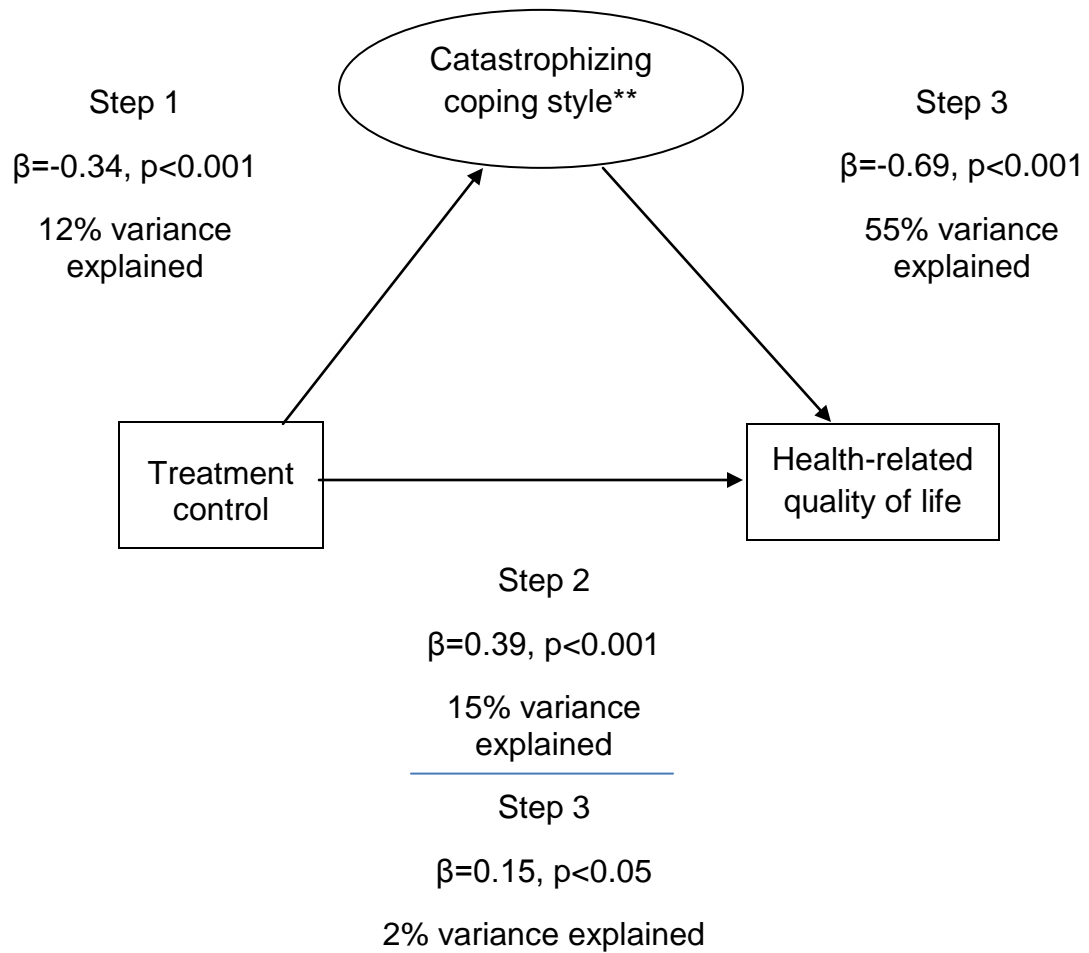 Catastrophizing
coping style**
Step 1
β=-0.34, p<0.001
12% variance
explained
Step 3
β=-0.69, p<0.001
55% variance
explained
Treatment
control
Health-related
quality of life
Step 2
β=0.39, p<0.001
15% variance
explained
Step 3
β=0.15, p<0.05
2% variance explained